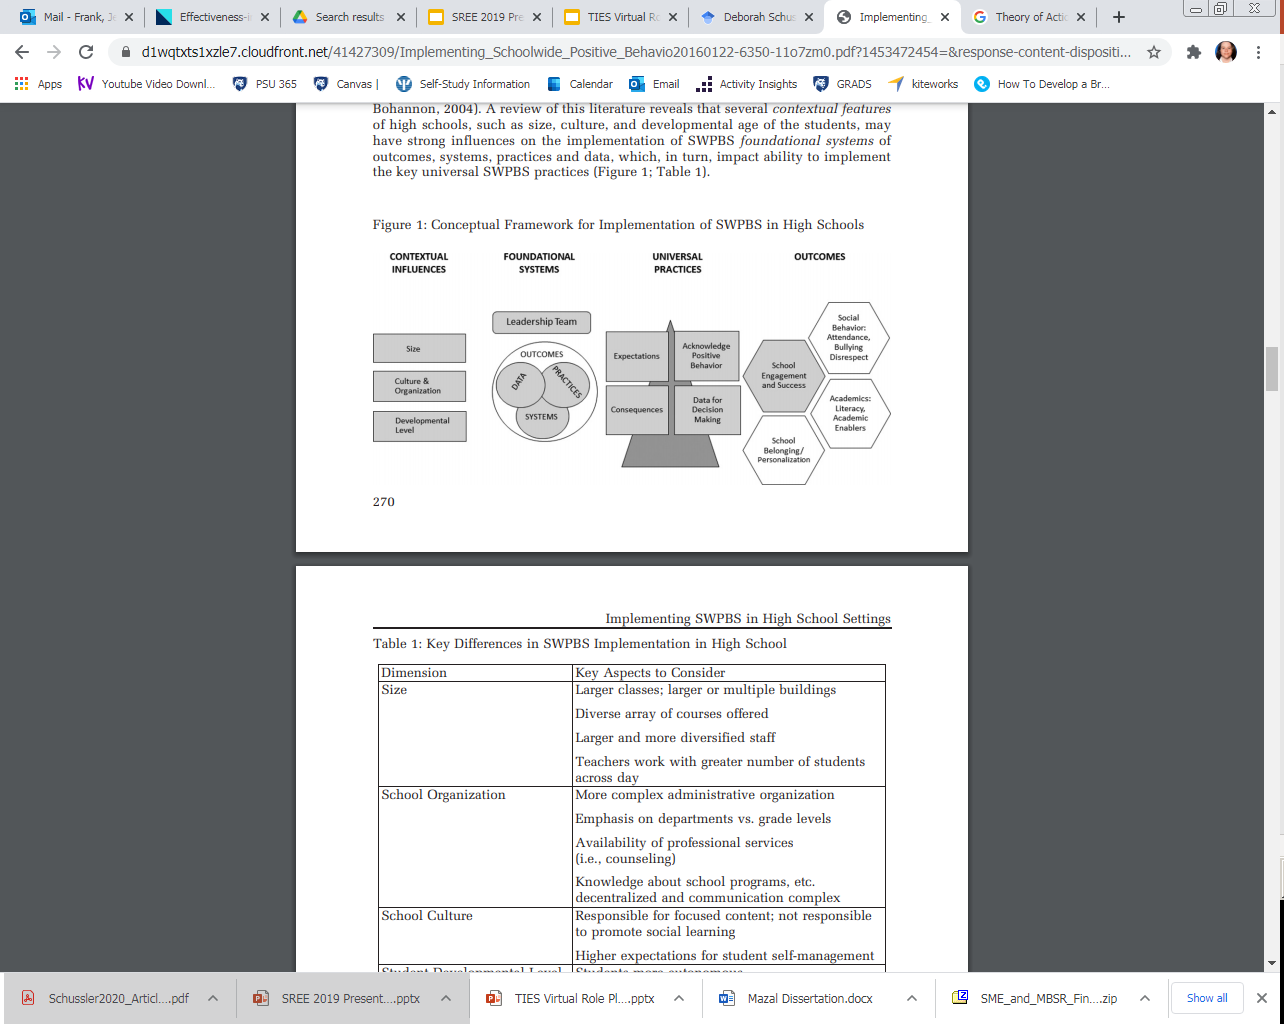 Mail - Frank, Je
Effectiveness-i
Search results
SREE 2019 Pre
TIES Virtual Ro
Deborah Schus
Implementing_
Theory of Actio
d1wqtxts1xzle7.cloudfront.net/41427309/Implementing_Schoolwide_Positive_Behavio20160122-6350-11o7zm0.pdf?1453472454=&response-content-dispositi...
Apps
Youtube Video Downl...
PSU 365
Canvas |
Self-Study Information
Calendar
Email
Activity Insights
GRADS
kiteworks
How To Develop a Br...
Bohannon, 2004). A review of this literature reveals that several contextual features
of high schools, such as size, culture, and developmental age of the students, may
have strong influences on the implementation of SWPBS foundational systems of
outcomes, systems, practices and data, which, in turn, impact ability to implement
the key universal SWPBS practices (Figure 1; Table 1).
Figure 1: Conceptual Framework for Implementation of SWPBS in High Schools
CONTEXTUAL
INFLUENCES
FOUNDATIONAL
SYSTEMS
UNIVERSAL
PRACTICES
OUTCOMES
Size
Culture &
Organization
Developmental
Level
Leadership Team
OUTCOMES
DATA
PRACTICES
SYSTEMS
Expectations
Acknowledge
Positive
Behavior
Consequences
Data for
Decision
Making
School
Engagement
and Success
Social
Behavior:
Attendance,
Bullying
Disrespect
Academics:
Literacy,
Academic
Enablers
School
Belonging/
Personalization
270
Implementing SWPBS in High School Settings
Table 1: Key Differences in SWPBS Implementation in High School
Dimension
Key Aspects to Consider
Size
Larger classes; larger or multiple buildings
Diverse array of courses offered
Larger and more diversified staff
Teachers work with greater number of students
across day
School Organization
More complex administrative organization
Emphasis on departments vs. grade levels
Availability of professional services
(i.e., counseling)
Knowledge about school programs, etc.
decentralized and communication complex
School Culture
Responsible for focused content; not responsible
to promote social learning
Higher expectations for student self-management
Student Developmental Level
Students more autonomous
Schussler2020_Articl....pdf
SREE 2019 Present....pptx
TIES Virtual Role Pl....pptx
Mazal Dissertation.docx
SME_and_MBSR_Fin....zip
Show all